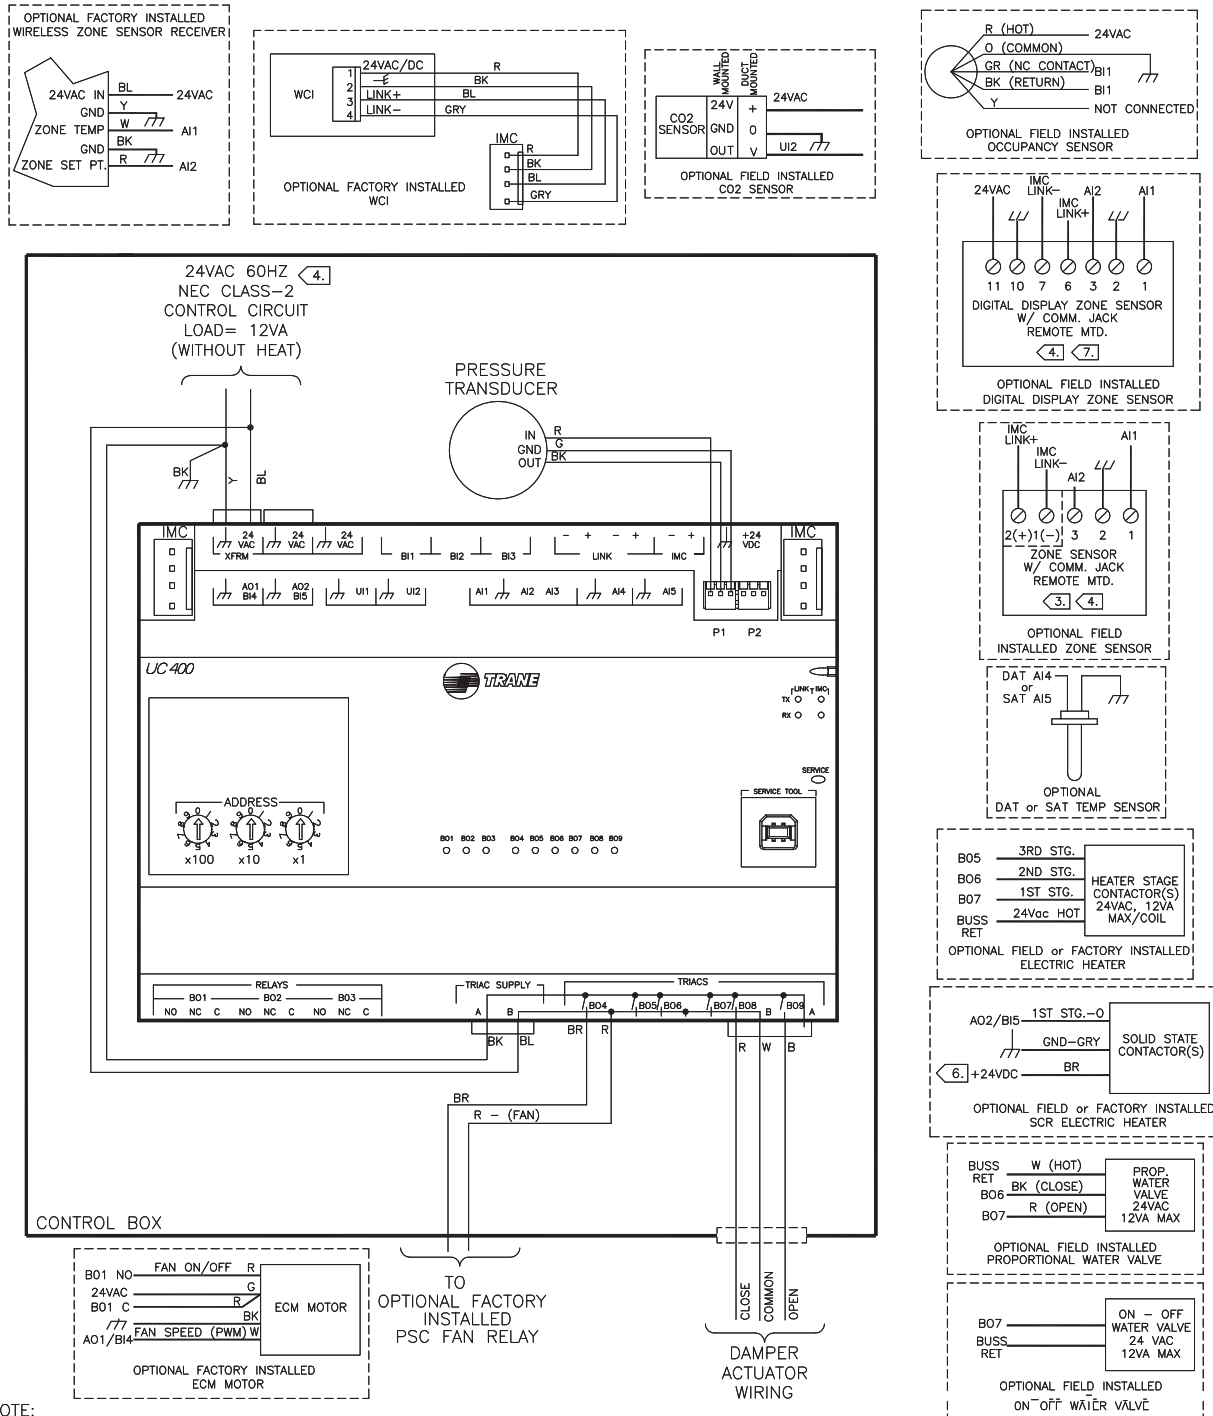 OPTIONAL FACTORY INSTALLED
WIRELESS ZONE SENSOR RECEIVER
24VAC IN BL 24VAC
GND Y
ZONE TEMP W AI1
GND BK
ZONE SET PT. R AI2
WCI
1 24VAC/DC R
2 BK
3 LINK+ BL
4 LINK- GRY
IMC
R
BK
BL
GRY
OPTIONAL FACTORY INSTALLED
WCI
WALL MOUNTED
DUCT MOUNTED
CO2 SENSOR
24V + 24VAC
GND 0
OUT V UI2
OPTIONAL FIELD INSTALLED
CO2 SENSOR
R (HOT) 24VAC
O (COMMON)
GR (NC CONTACT) BI1
BK (RETURN) BI1
Y NOT CONNECTED
OPTIONAL FIELD INSTALLED
OCCUPANCY SENSOR
24VAC IMC LINK- AI2 AI1
IMC LINK+
11 10 7 6 3 2 1
DIGITAL DISPLAY ZONE SENSOR
W/ COMM. JACK
REMOTE MTD.
4. 7.
OPTIONAL FIELD INSTALLED
DIGITAL DISPLAY ZONE SENSOR
IMC LINK+
IMC LINK-
AI2
AI1
2(+) 1(-) 3 2 1
ZONE SENSOR
W/ COMM. JACK
REMOTE MTD.
3. 4.
OPTIONAL FIELD
INSTALLED ZONE SENSOR
DAT AI4
or
SAT AI5
OPTIONAL
DAT or SAT TEMP SENSOR
BO5 3RD STG.
BO6 2ND STG.
BO7 1ST STG.
BUSS RET 24Vac HOT
HEATER STAGE
CONTACTOR(S)
24VAC, 12VA
MAX/COIL
OPTIONAL FIELD or FACTORY INSTALLED
ELECTRIC HEATER
AO2/BI5 1ST STG.-O
GND-GRY
6. +24VDC BR
SOLID STATE
CONTACTOR(S)
OPTIONAL FIELD or FACTORY INSTALLED
SCR ELECTRIC HEATER
BUSS RET W (HOT)
BO6 BK (CLOSE)
BO7 R (OPEN)
PROP.
WATER
VALVE
24VAC
12VA MAX
OPTIONAL FIELD INSTALLED
PROPORTIONAL WATER VALVE
BO7
BUSS RET
ON - OFF
WATER VALVE
24 VAC
12VA MAX
OPTIONAL FIELD INSTALLED
ON-OFF WATER VALVE
24VAC 60HZ 4.
NEC CLASS-2
CONTROL CIRCUIT
LOAD= 12VA
(WITHOUT HEAT)
PRESSURE
TRANSDUCER
IN R
GND G
OUT BK
BK
Y
BL
IMC
24 VAC 24 VAC 24 VAC
XFRM
BI1 BI2 BI3
- + - +
LINK
- +
IMC
+24 VDC
IMC
AO1 BI4 AO2 BI5 UI1 UI2 AI1 AI2 AI3 AI4 AI5
P1 P2
UC400
TRANE
LINK IMC
TX
RX
SERVICE
SERVICE TOOL
ADDRESS
x100 x10 x1
BO1 BO2 BO3 BO4 BO5 BO6 BO7 BO8 BO9
RELAYS
BO1 BO2 BO3
NO NC C NO NC C NO NC C
TRIAC SUPPLY
A B
TRIACS
BO4 BO5 BO6 BO7 BO8 B BO9 A
BK BL BR R R W B
BR
R - (FAN)
CONTROL BOX
TO
OPTIONAL FACTORY
INSTALLED
PSC FAN RELAY
CLOSE
COMMON
OPEN
DAMPER
ACTUATOR
WIRING
BO1 NO FAN ON/OFF R
24VAC G
BO1 C R
BK
AO1/BI4 FAN SPEED (PWM) W
ECM MOTOR
OPTIONAL FACTORY INSTALLED
ECM MOTOR
OTE: